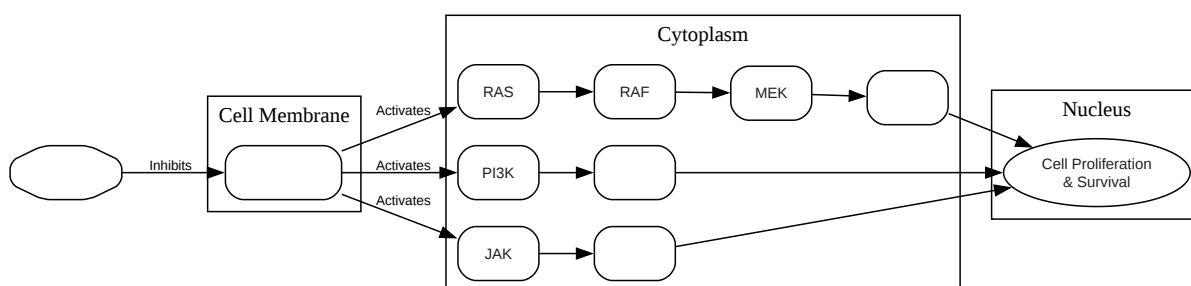 Cytoplasm
Cell Membrane
Nucleus
Inhibits
Activates
Activates
Activates
RAS
RAF
MEK
PI3K
JAK
Cell Proliferation
& Survival